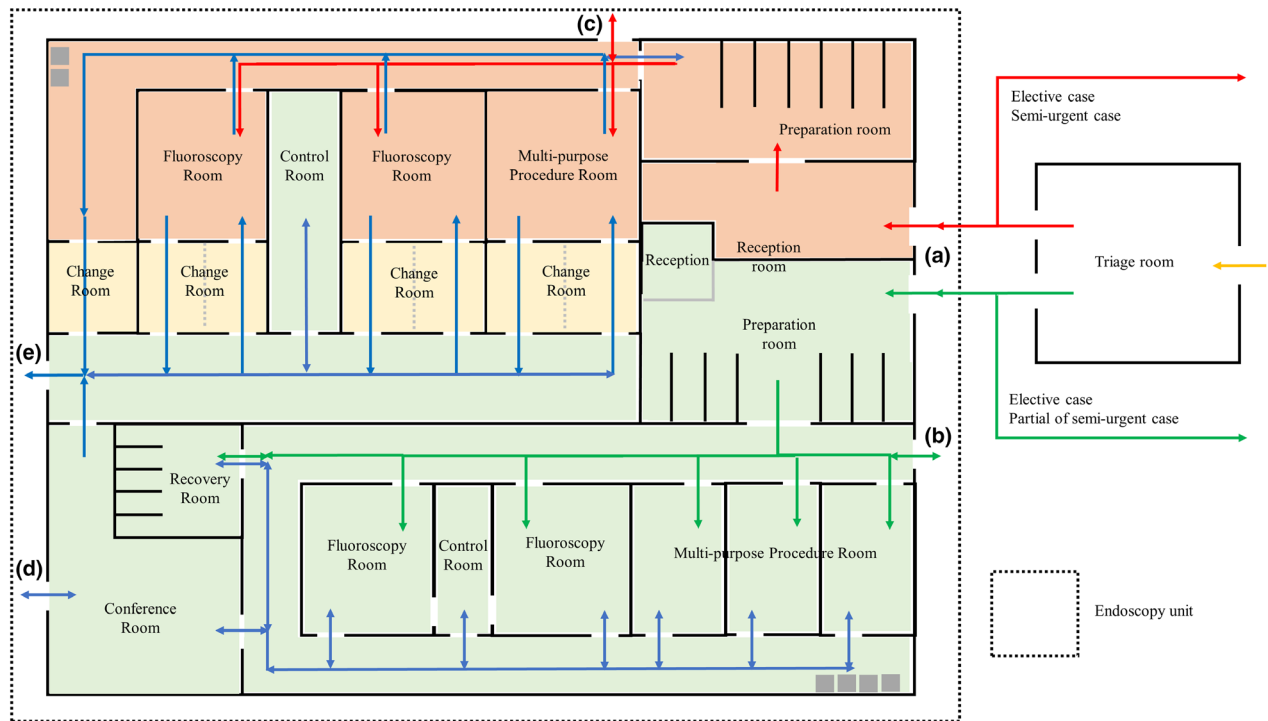 (c)
Elective case
Semi-urgent case
Preparation room
Fluoroscopy
Room
Control
Room
Fluoroscopy
Room
Multi-purpose
Procedure Room
Change
Room
Change
Room
Change
Room
Change
Room
Reception
Reception
room
(a)
Triage room
Preparation
room
(e)
Elective case
Partial of semi-urgent case
(b)
Recovery
Room
Fluoroscopy
Room
Control
Room
Fluoroscopy
Room
Multi-purpose Procedure Room
(d)
Conference
Room
Endoscopy unit